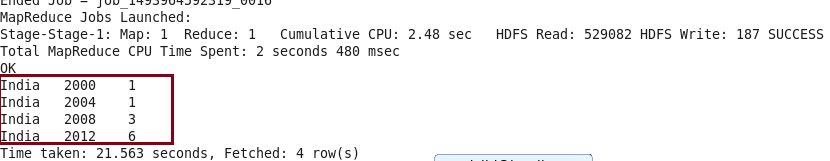 Ended Job = job_1493964592319_0016
MapReduce Jobs Launched:
Stage-Stage-1: Map: 1  Reduce: 1   Cumulative CPU: 2.48 sec   HDFS Read: 529082 HDFS Write: 187 SUCCESS
Total MapReduce CPU Time Spent: 2 seconds 480 msec
OK
India   2000    1
India   2004    1
India   2008    3
India   2012    6
Time taken: 21.563 seconds, Fetched: 4 row(s)